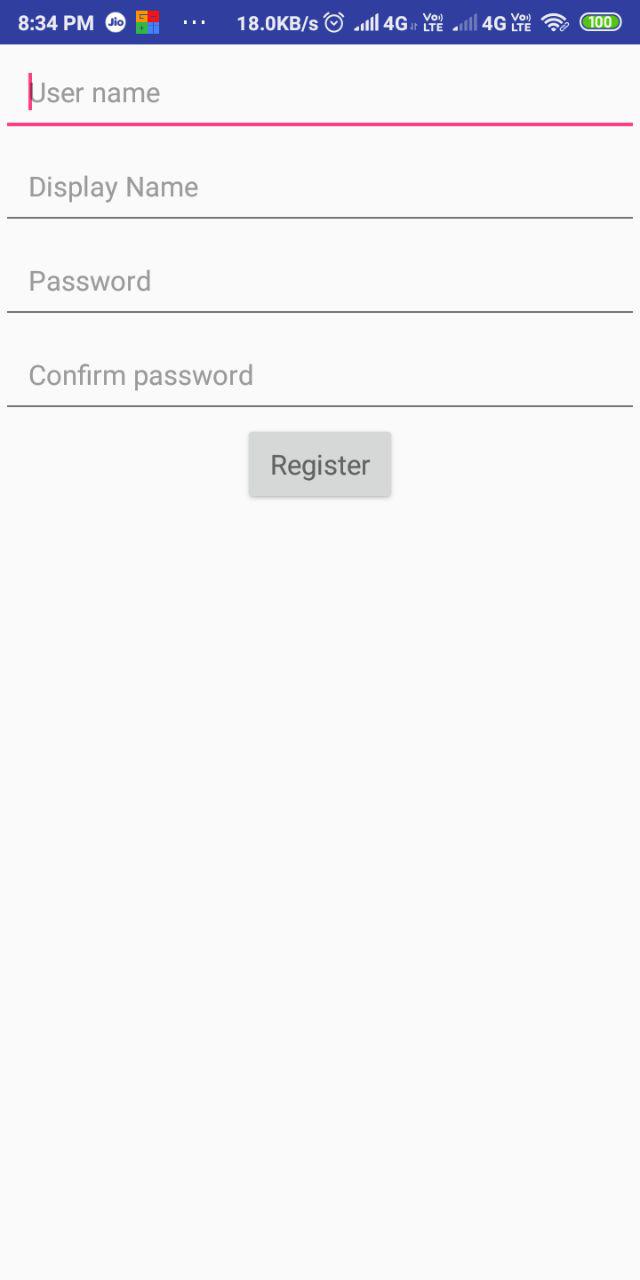 8:34 PM Jio ... 18.0KB/s 4G Vo) LTE 4G Vo) LTE 100
User name
Display Name
Password
Confirm password
Register